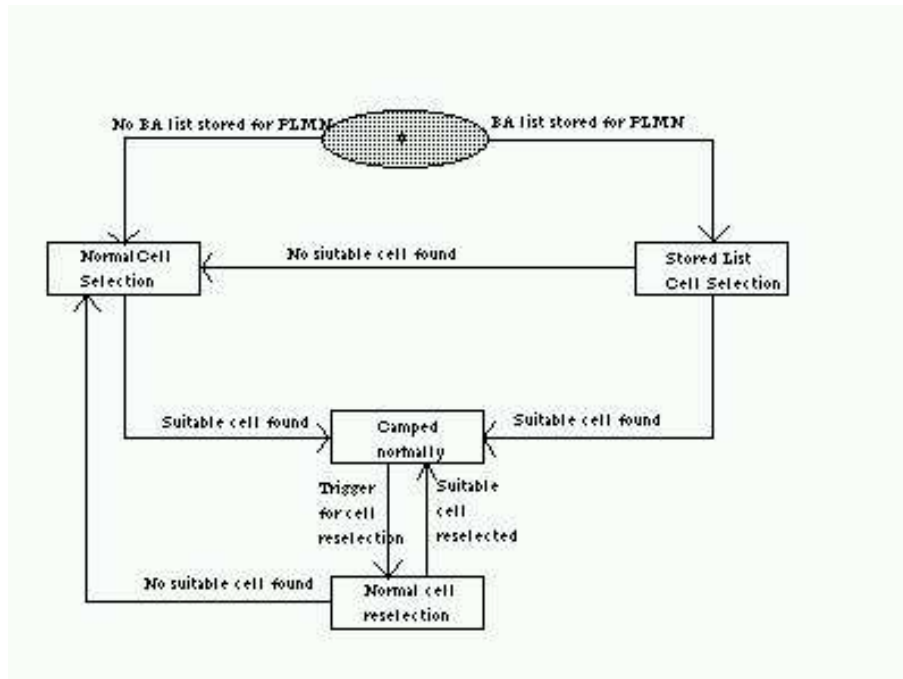 No BA list stored for PLMN
BA list stored for PLMN
*
Normal Cell
Selection
No siutable cell found
Stored List
Cell Selection
Suitable cell found
Camped
normally
Suitable cell found
Trigger
for cell
reselection
Suitable
cell
reselected
No suitable cell found
Normal cell
reselection